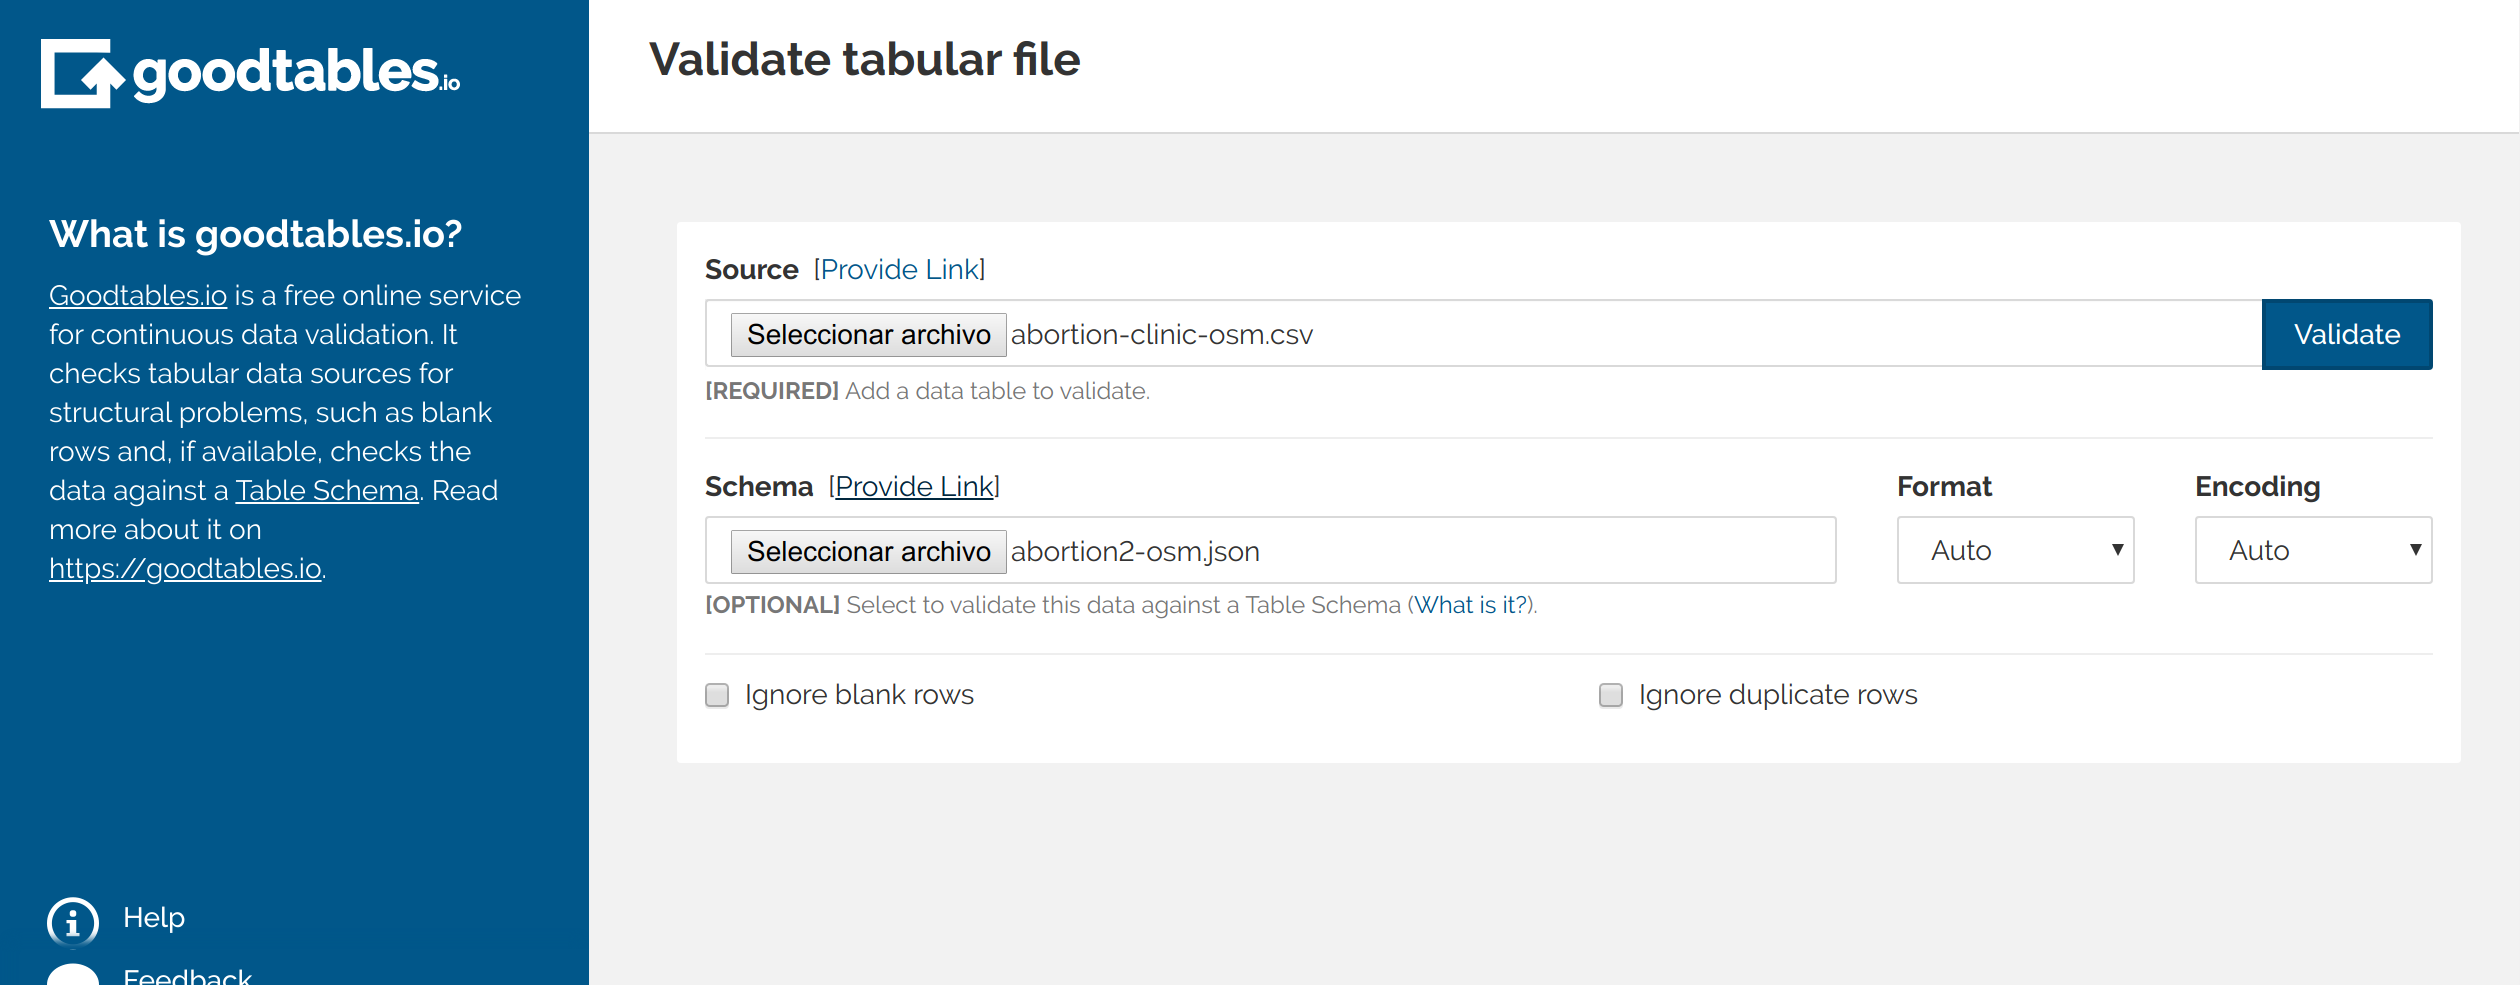 goodtables.io
What is goodtables.io?
Goodtables.io is a free online service
for continuous data validation. It
checks tabular data sources for
structural problems, such as blank
rows and, if available, checks the
data against a Table Schema. Read
more about it on
https://goodtables.io.
Help
Feedback
Validate tabular file
Source [Provide Link]
Seleccionar archivo abortion-clinic-osm.csv
Validate
[REQUIRED] Add a data table to validate.
Schema [Provide Link]
Format
Encoding
Seleccionar archivo abortion2-osm.json
Auto
Auto
[OPTIONAL] Select to validate this data against a Table Schema (What is it?).
Ignore blank rows
Ignore duplicate rows